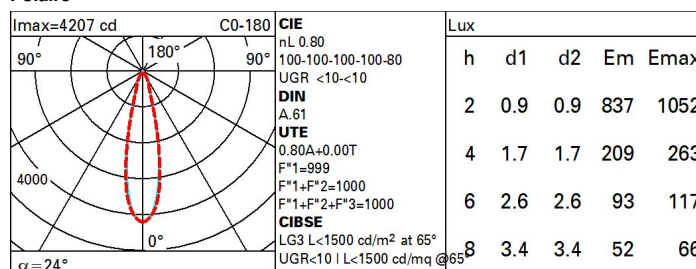 Imax=4207 cd C0-180
90° 180° 90°
4000
0°
α=24°
CIE
nL 0.80
100-100-100-100-80
UGR <10-<10
DIN
A.61
UTE
0.80A+0.00T
F"1=999
F"1+F"2=1000
F"1+F"2+F"3=1000
CIBSE
LG3 L<1500 cd/m² at 65°
UGR<10 | L<1500 cd/mq @65°
Lux
h d1 d2 Em Emax
2 0.9 0.9 837 1052
4 1.7 1.7 209 263
6 2.6 2.6 93 117
8 3.4 3.4 52 66